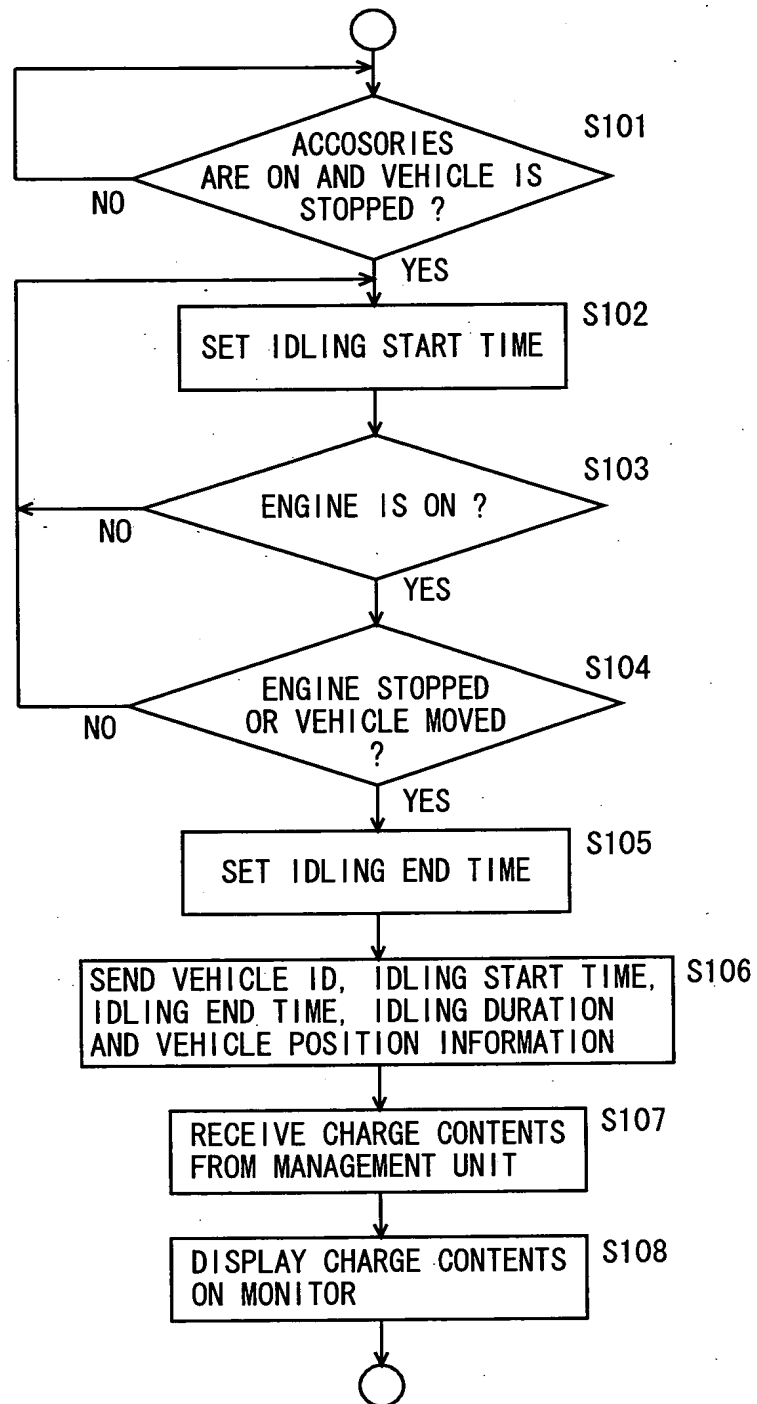 S101
ACCOSORIES
ARE ON AND VEHICLE IS
STOPPED ?
NO
YES
S102
SET IDLING START TIME
S103
ENGINE IS ON ?
NO
YES
S104
ENGINE STOPPED
OR VEHICLE MOVED
?
NO
YES
S105
SET IDLING END TIME
S106
SEND VEHICLE ID, IDLING START TIME,
IDLING END TIME, IDLING DURATION
AND VEHICLE POSITION INFORMATION
S107
RECEIVE CHARGE CONTENTS
FROM MANAGEMENT UNIT
S108
DISPLAY CHARGE CONTENTS
ON MONITOR